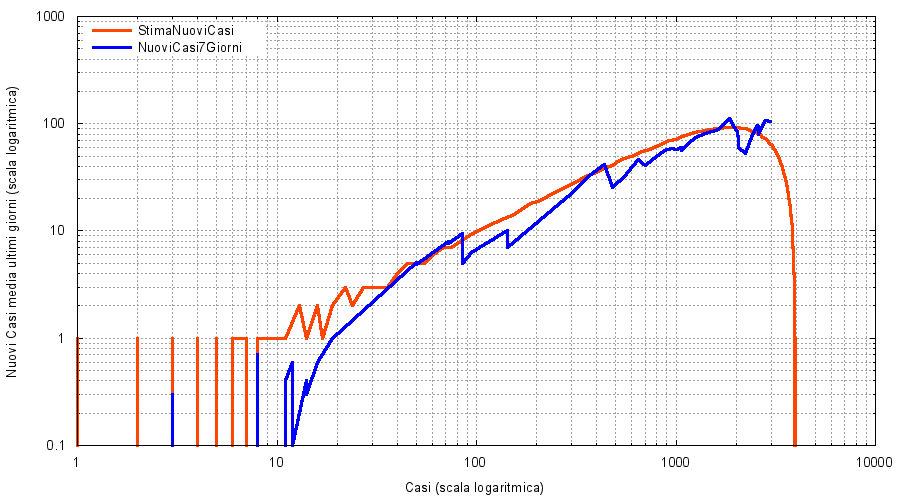 1000
StimaNuoviCasi
NuoviCasi7Giorni
100
10
1
0.1
Nuovi Casi media ultimi giorni (scala logaritmica)
1 10 100 1000 10000
Casi (scala logaritmica)